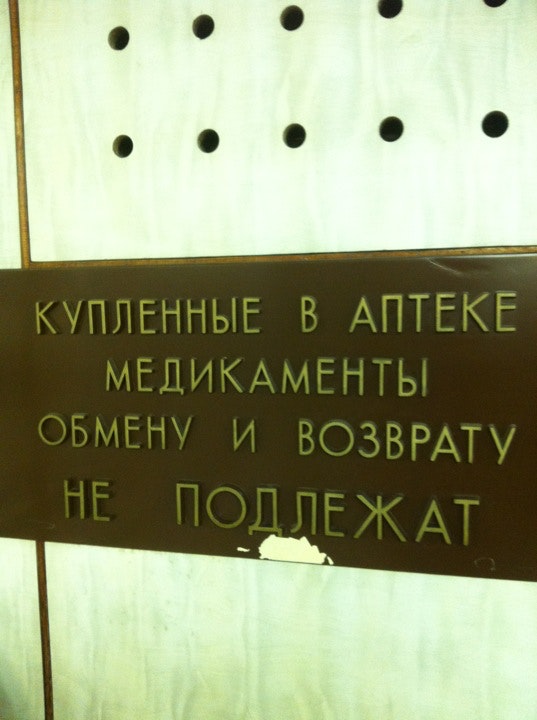 КУПЛЕННЫЕ В АПТЕКЕ
МЕДИКАМЕНТЫ
ОБМЕНУ И ВОЗВРАТУ
НЕ ПОДЛЕЖАТ